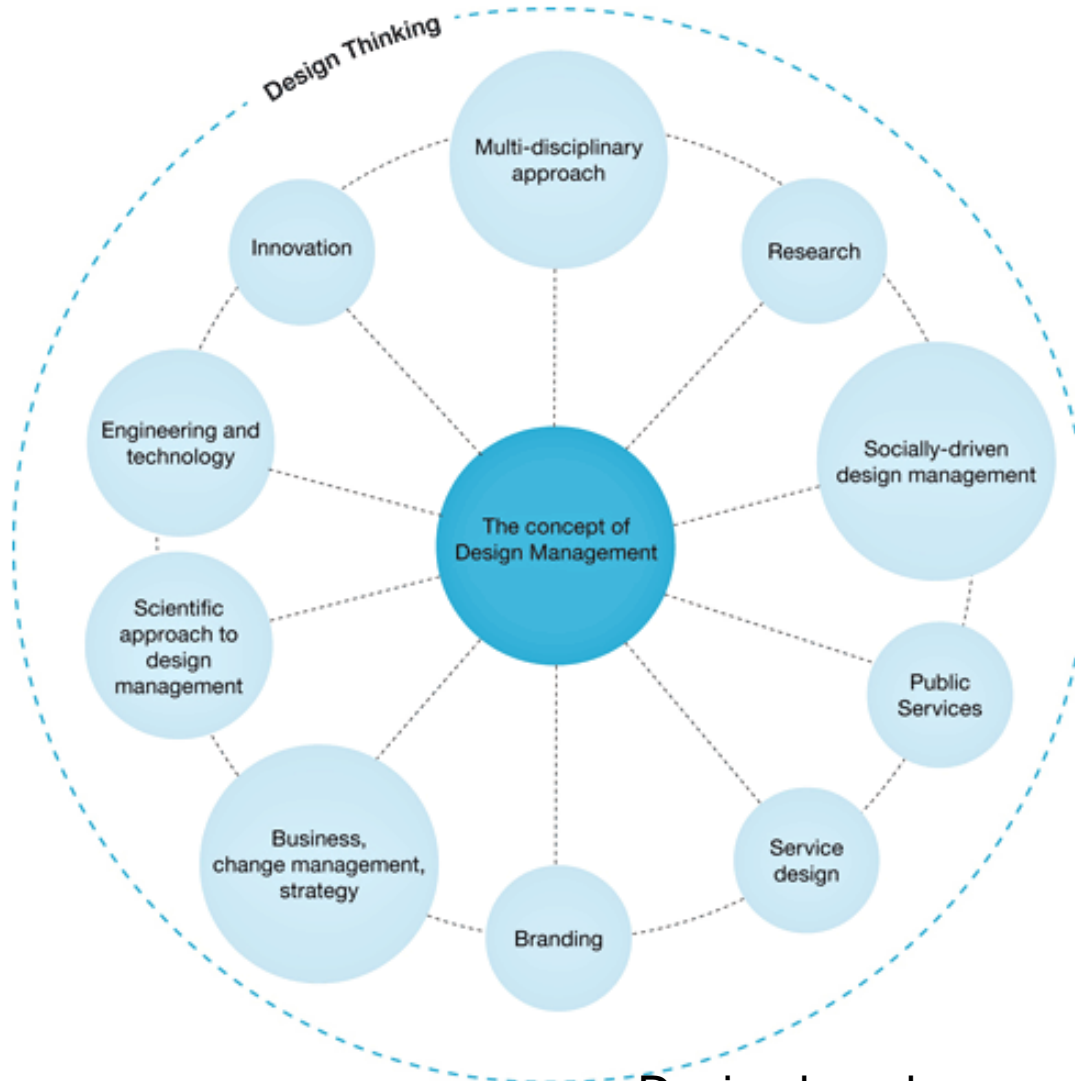 Design Thinking
Multi-disciplinary
approach
Innovation
Research
Engineering and
technology
Socially-driven
design management
The concept of
Design Management
Scientific
approach to
design
management
Public
Services
Business,
change management,
strategy
Service
design
Branding